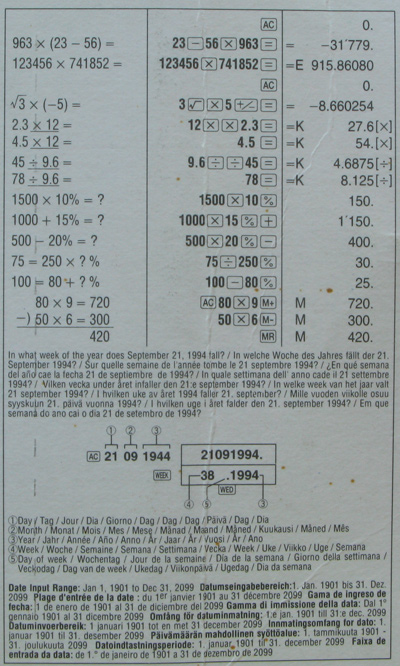 AC 0.
963 × (23 − 56) = 23 − 56 × 963 = = −31'779.
123456 × 741852 = 123456 × 741852 = =E 915.86080
AC 0.
√3 × (−5) = 3 √ × 5 +/− = = −8.660254
2.3 × 12 = 12 × × 2.3 = =K 27.6[×]
4.5 × 12 = 4.5 = =K 54.[×]
45 ÷ 9.6 = 9.6 ÷ ÷ 45 = =K 4.6875[÷]
78 ÷ 9.6 = 78 = =K 8.125[÷]
1500 × 10% = ? 1500 × 10 % 150.
1000 + 15% = ? 1000 × 15 % + 1'150.
500 − 20% = ? 500 × 20 % − 400.
75 = 250 × ? % 75 ÷ 250 % 30.
100 = 80 + ? % 100 − 80 % 25.
80 × 9 = 720 AC 80 × 9 M+ M 720.
−) 50 × 6 = 300 50 × 6 M− M 300.
420 MR M 420.
In what week of the year does September 21, 1994 fall? / In welche Woche des Jahres fällt der 21.
September 1994? / Sur quelle semaine de l'année tombe le 21 septembre 1994? / ¿En qué semana
del año cae la fecha 21 de septiembre de 1994? / In quale settimana dell' anno cade il 21 settembre
1994? / Vilken vecka under året infaller den 21:e september 1994? / In welke week van het jaar valt
21 september 1994? / I hvilken uke av året 1994 faller 21. september? / Mille vuoden viikolle osuu
syyskuun 21. päivä vuonna 1994? / I hvilken uge i året falder den 21. september 1994? / Em que
semana do ano cai o dia 21 de setembro de 1994?
① ② ③
AC 21 09 1944 21091994.
WEEK −38 .1994
WED
④ ⑤ ③
①Day / Tag / Jour / Dia / Giorno / Dag / Dag / Dag / Päivä / Dag / Dia
②Month / Monat / Mois / Mes / Mese / Månad / Maand / Måned / Kuukausi / Måned / Mês
③Year / Jahr / Année / Año / Anno / År / Jaar / År / Vuosi / År / Ano
④Week / Woche / Semaine / Semana / Settimana / Vecka / Week / Uke / Viikko / Uge / Semana
⑤Day of week / Wochentag / Jour de la semaine / Día de la semana / Giorno della settimana /
Veckodag / Dag van de week / Ukedag / Viikonpäivä / Ugedag / Dia da semana
Date Input Range: Jan 1, 1901 to Dec 31, 2099 Datumseingabebereich: 1. Jan. 1901 bis 31. Dez.
2099 Plage d'entrée de la date : du 1er janvier 1901 au 31 décembre 2099 Gama de ingreso de
fecha: 1 de enero de 1901 al 31 de diciembre del 2099 Gamma di immissione della data: Dal 1º
gennaio 1901 al 31 dicembre 2099 Omfång för datuminmatning: 1:e jan. 1901 till 31:e dec. 2099
Datuminvoerbereik: 1 januari 1901 tot en met 31 december 2099 Innmatingsomfang for dato: 1.
januar 1901 til 31. desember 2099 Päivämäärän mahdollinen syöttöalue: 1. tammikuuta 1901 -
31. joulukuuta 2099 Datoindtastningsperiode: 1. januar 1901 til 31. december 2099 Faixa de
entrada da data: de 1.º de janeiro de 1901 a 31 de dezembro de 2099